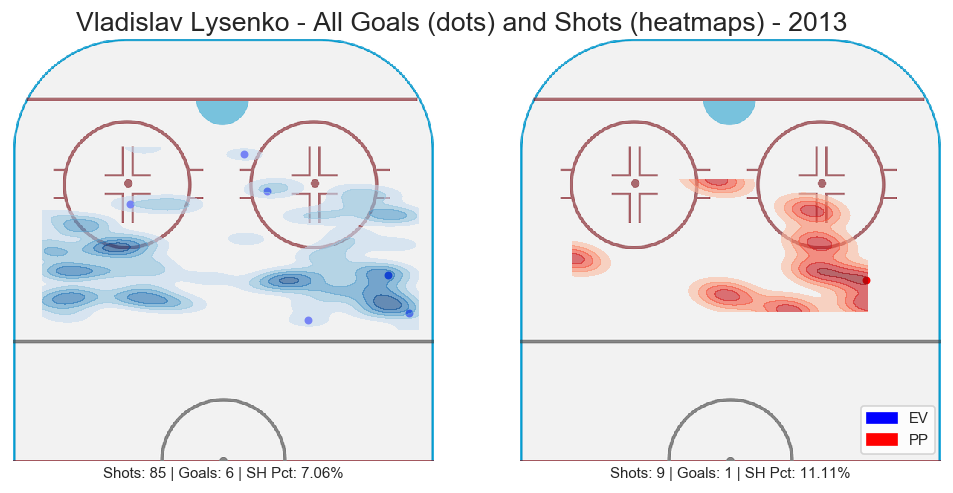 Vladislav Lysenko - All Goals (dots) and Shots (heatmaps) - 2013
EV
PP
Shots: 85 | Goals: 6 | SH Pct: 7.06%
Shots: 9 | Goals: 1 | SH Pct: 11.11%